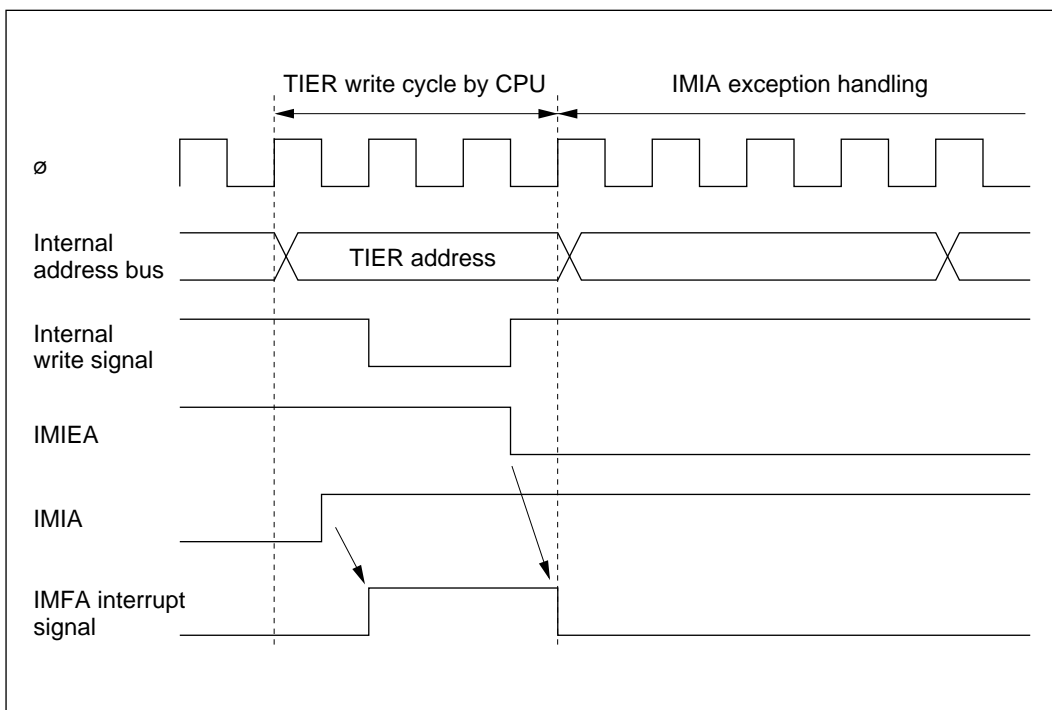 TIER write cycle by CPU
IMIA exception handling
ø
Internal
address bus
TIER address
Internal
write signal
IMIEA
IMIA
IMFA interrupt
signal